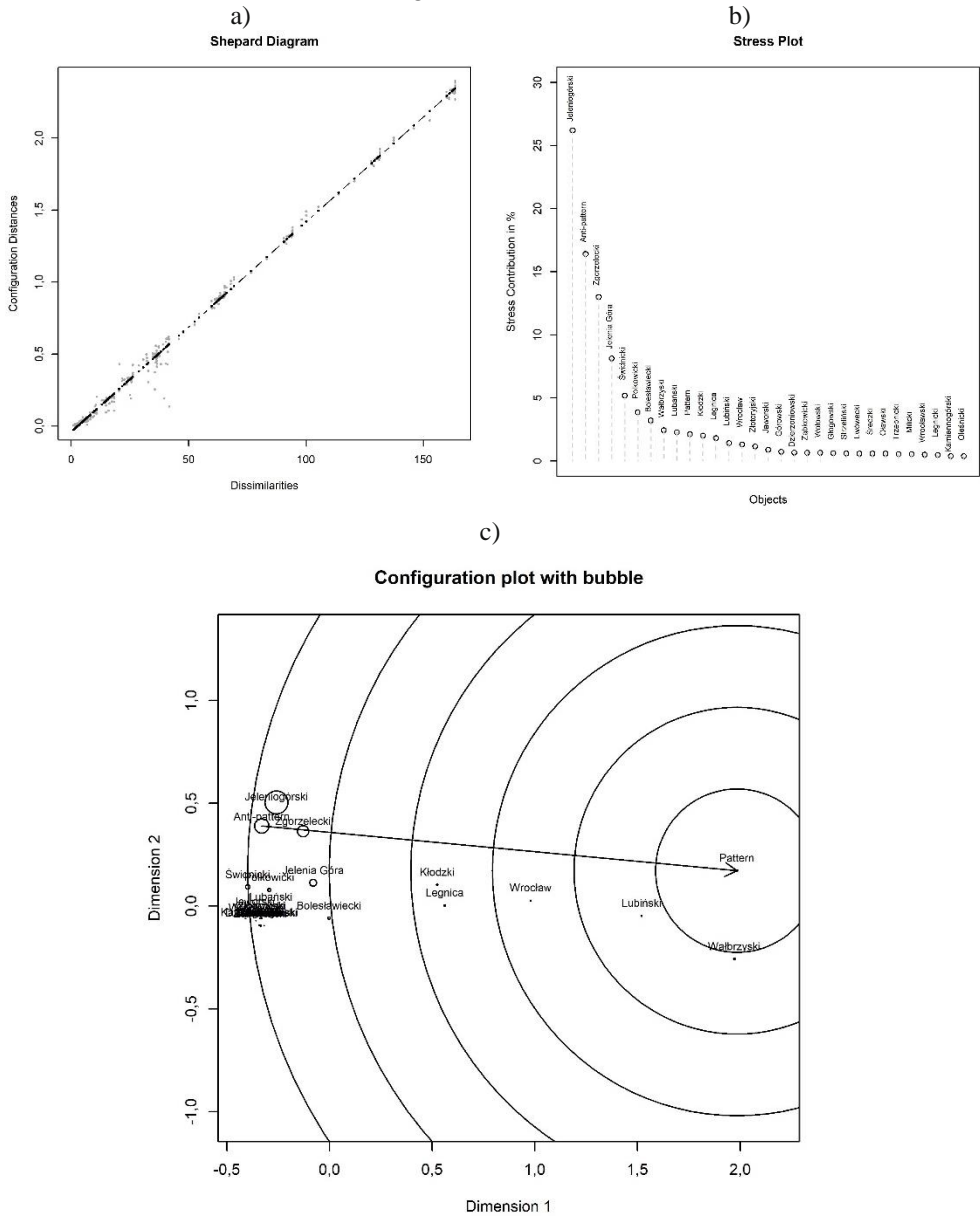 a)
b)
Shepard Diagram
Stress Plot
Configuration Distances
2,0
1,5
1,0
0,5
0,0
0
50
100
150
Dissimilarities
Stress Contribution in %
30
25
20
15
10
5
0
Jeleniogórski
Anti-pattern
Zgorzelecki
Jelenia Góra
Świdnicki
Polkowicki
Bolesławiecki
Wałbrzyski
Lubański
Pattern
Kłodzki
Legnica
Lubiński
Wrocław
Złotoryjski
Jaworski
Górowski
Dzierżoniowski
Ząbkowicki
Wołowski
Głogowski
Strzeliński
Lwówecki
Średzki
Oławski
Trzebnicki
Milicki
Wrocławski
Legnicki
Kamiennogórski
Oleśnicki
Objects
c)
Configuration plot with bubble
Dimension 2
1,0
0,5
0,0
-0,5
-1,0
Jeleniogórski
Anti-pattern
Zgorzelecki
Pattern
Świdnicki
Polkowicki
Jelenia Góra
Kłodzki
Lubański
Legnica
Wrocław
Bolesławiecki
Lubiński
Wałbrzyski
-0,5
0,0
0,5
1,0
1,5
2,0
Dimension 1